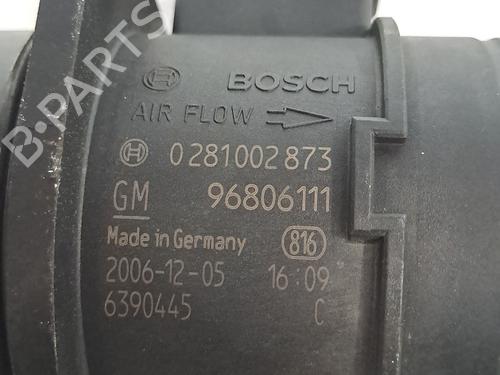 BOSCH
AIR FLOW
0 281 002 873
GM 96806111
Made in Germany 816
2006-12-05 16:09
6390445 C
B-PARTS